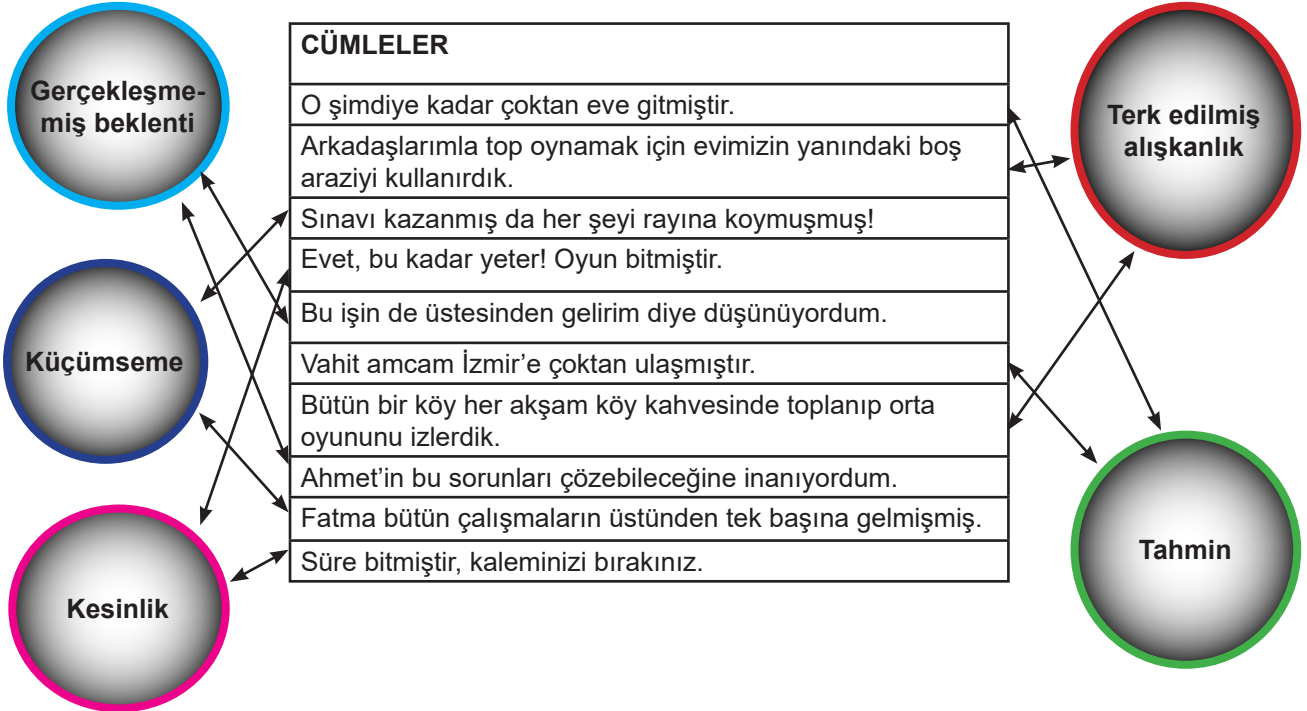 Gerçekleşme-
miş beklenti
Küçümseme
Kesinlik
CÜMLELER
O şimdiye kadar çoktan eve gitmiştir.
Arkadaşlarımla top oynamak için evimizin yanındaki boş
araziyi kullanırdık.
Sınavı kazanmış da her şeyi rayına koymuşmuş!
Evet, bu kadar yeter! Oyun bitmiştir.
Bu işin de üstesinden gelirim diye düşünüyordum.
Vahit amcam İzmir’e çoktan ulaşmıştır.
Bütün bir köy her akşam köy kahvesinde toplanıp orta
oyununu izlerdik.
Ahmet’in bu sorunları çözebileceğine inanıyordum.
Fatma bütün çalışmaların üstünden tek başına gelmişmiş.
Süre bitmiştir, kaleminizi bırakınız.
Terk edilmiş
alışkanlık
Tahmin